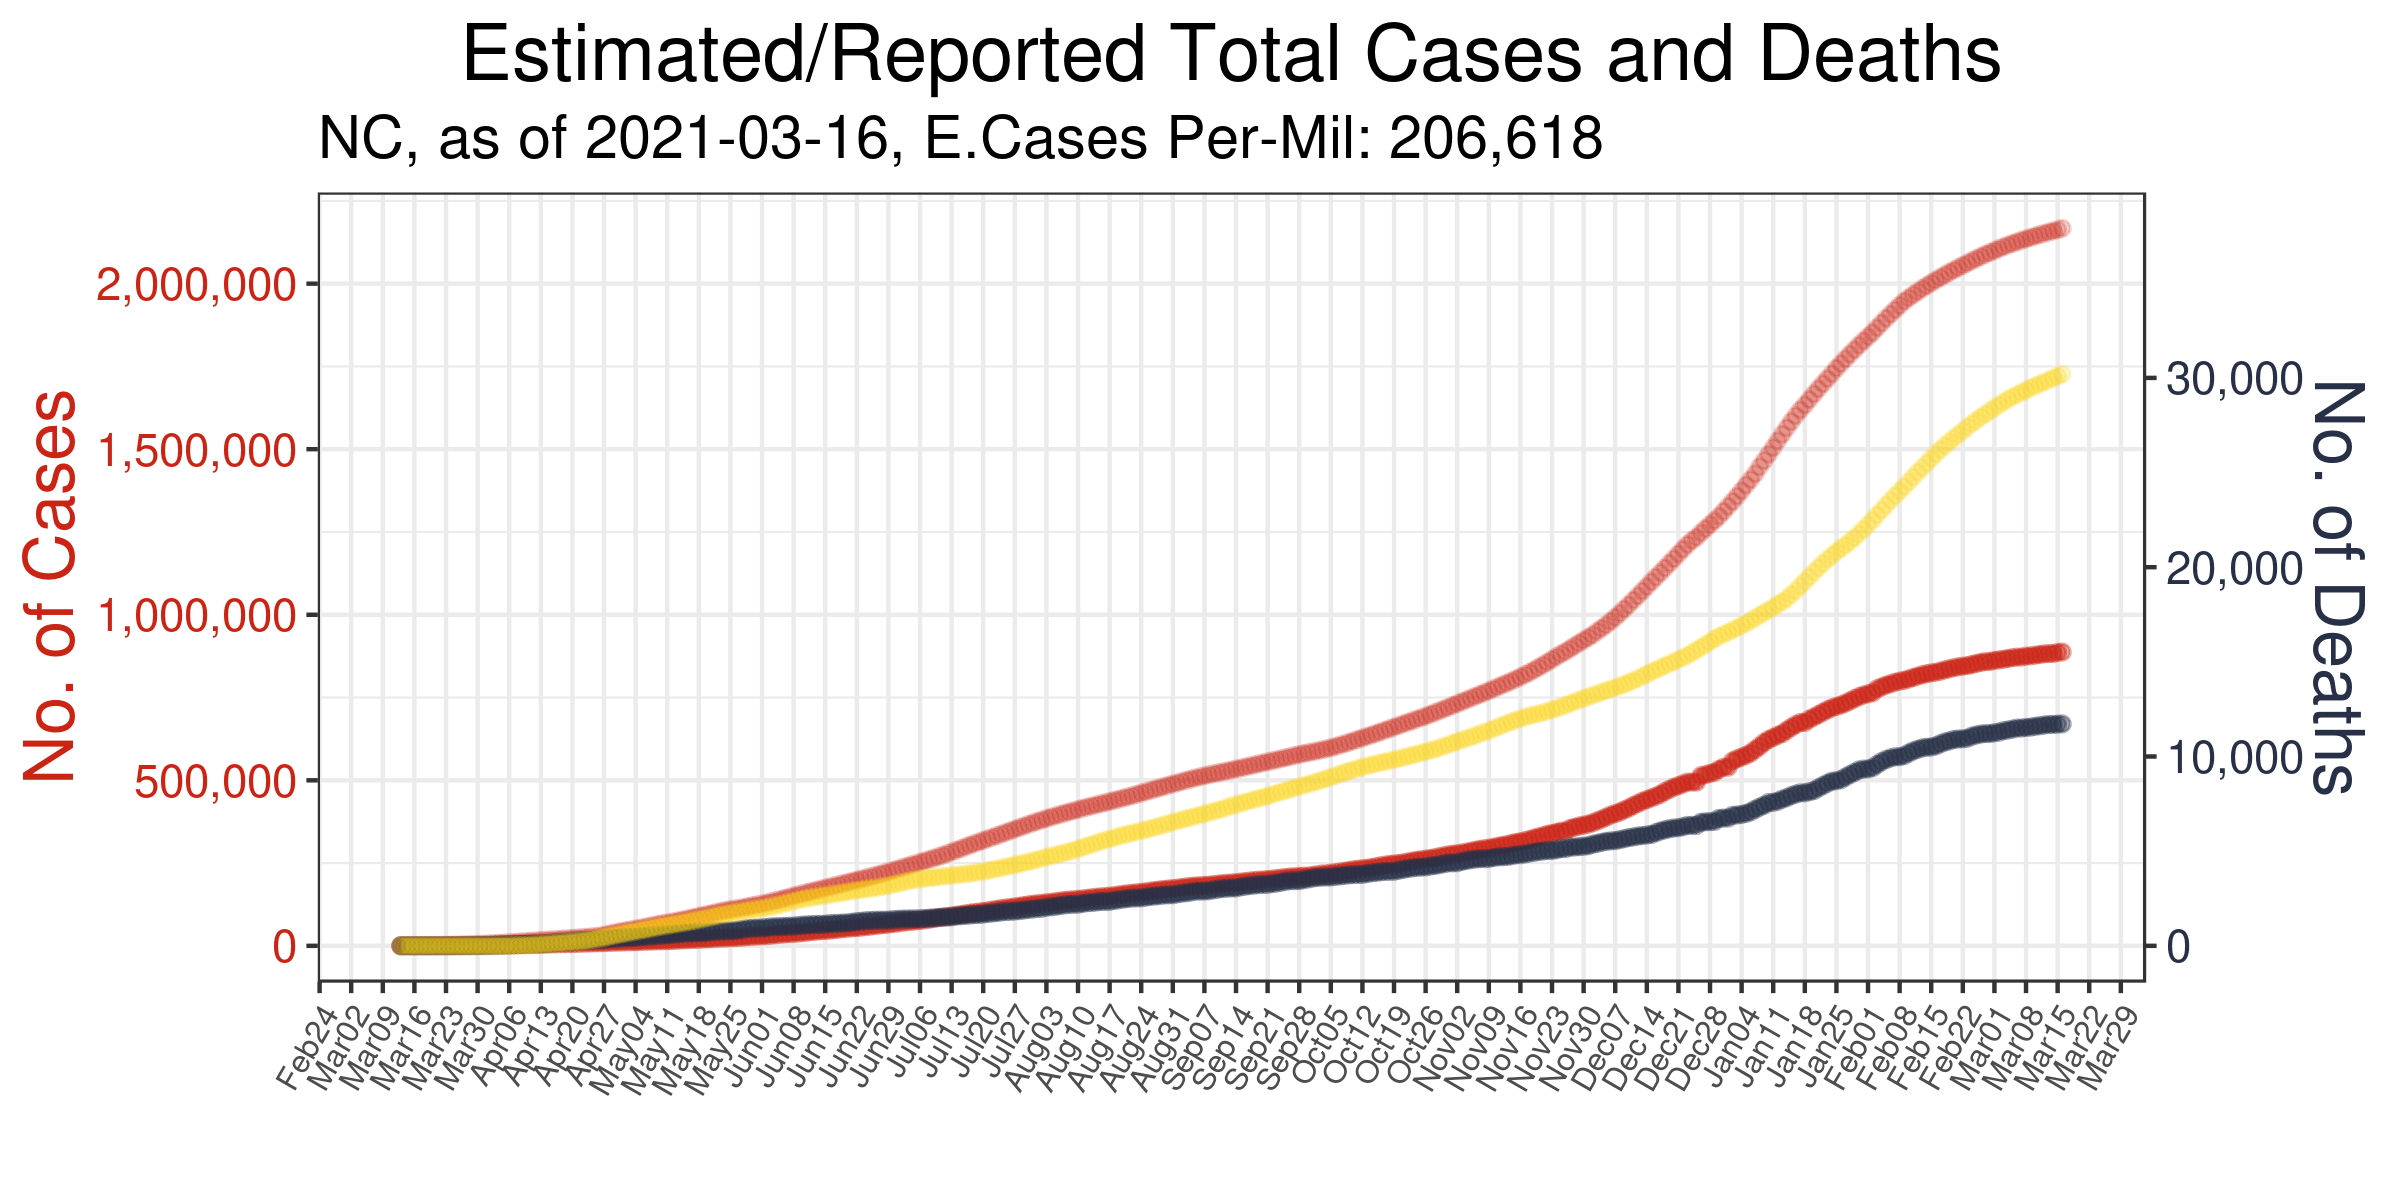 Estimated/Reported Total Cases and Deaths
NC, as of 2021-03-16, E.Cases Per-Mil: 206,618
No. of Cases
2,000,000
1,500,000
1,000,000
500,000
0
30,000
20,000
10,000
0
No. of Deaths
Feb24
Mar02
Mar09
Mar16
Mar23
Mar30
Apr06
Apr13
Apr20
Apr27
May04
May11
May18
May25
Jun01
Jun08
Jun15
Jun22
Jun29
Jul06
Jul13
Jul20
Jul27
Aug03
Aug10
Aug17
Aug24
Aug31
Sep07
Sep14
Sep21
Sep28
Oct05
Oct12
Oct19
Oct26
Nov02
Nov09
Nov16
Nov23
Nov30
Dec07
Dec14
Dec21
Dec28
Jan04
Jan11
Jan18
Jan25
Feb01
Feb08
Feb15
Feb22
Mar01
Mar08
Mar15
Mar22
Mar29